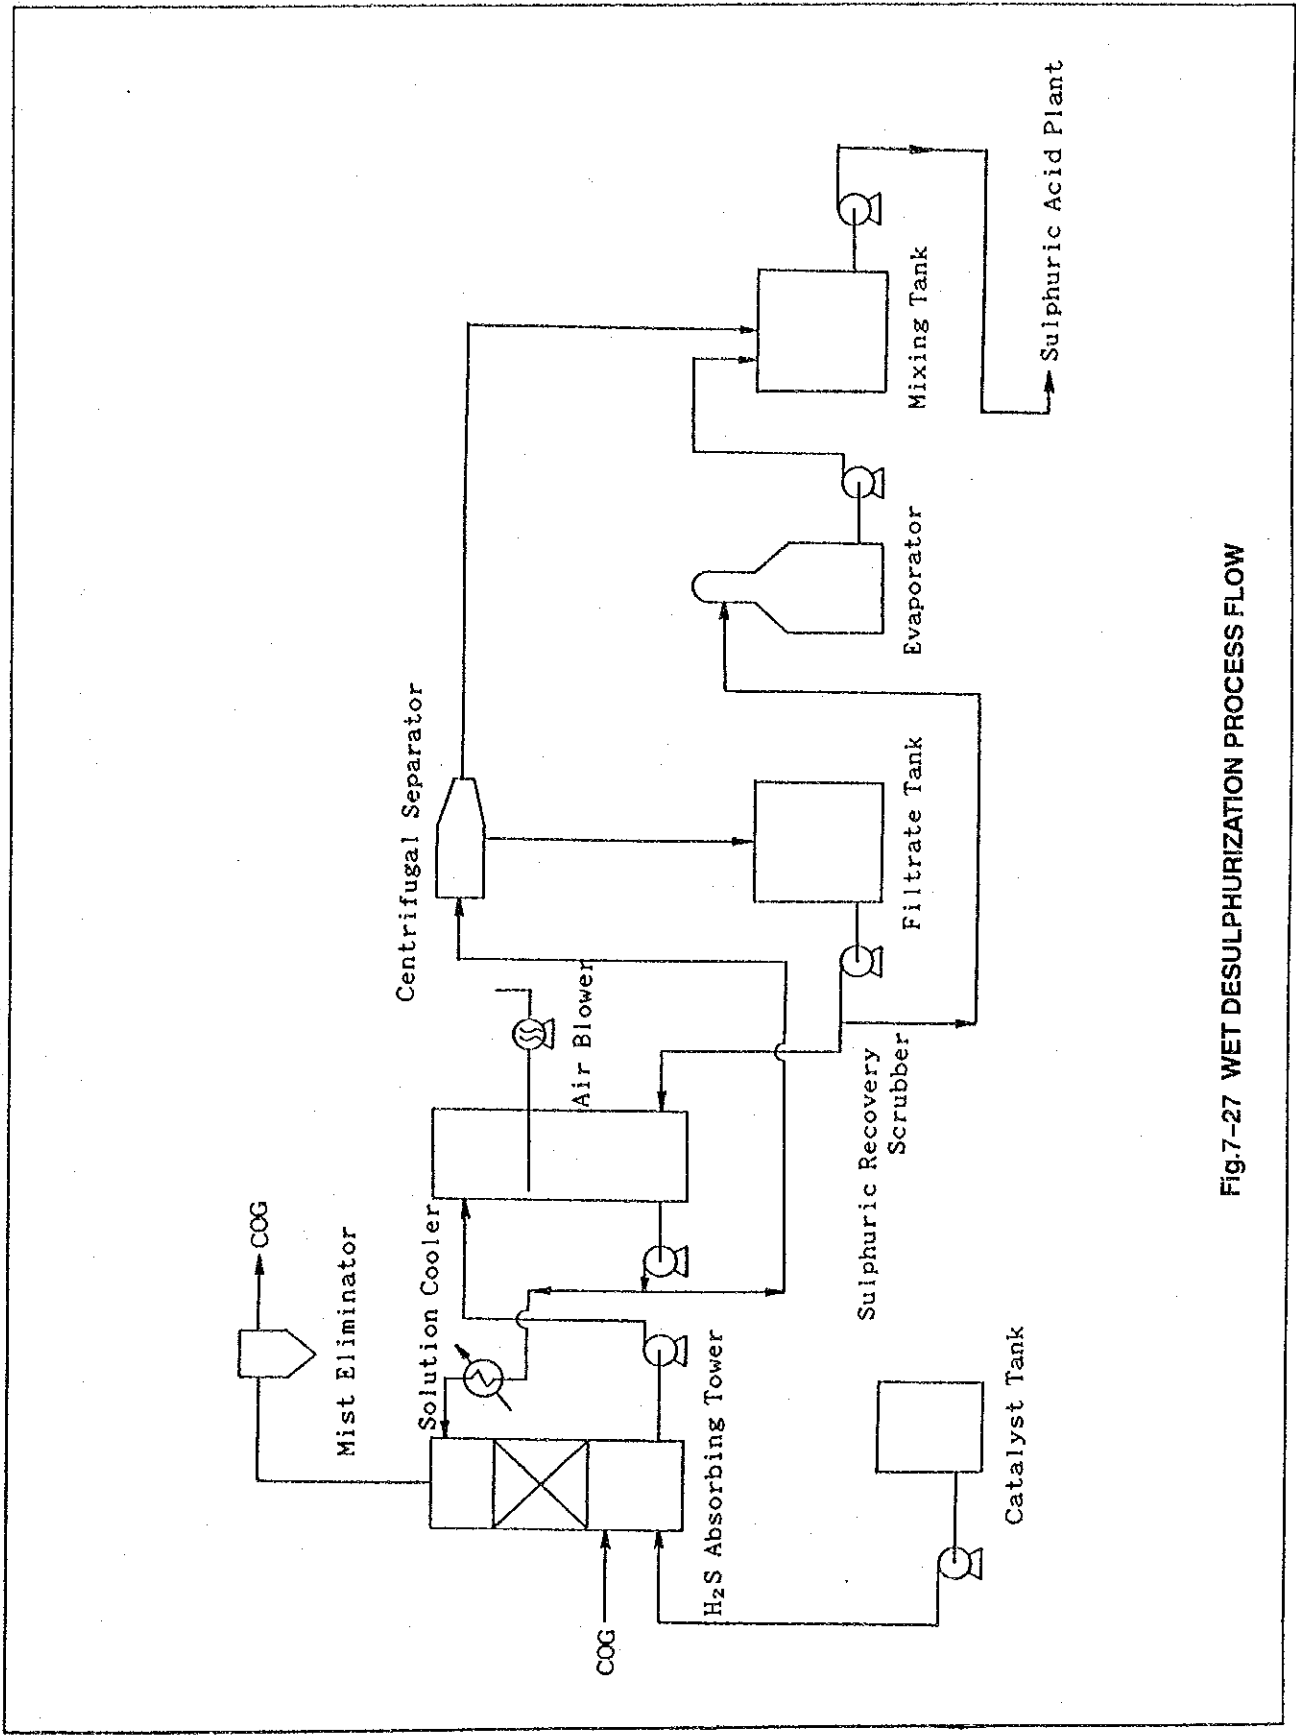 COG
Mist Eliminator
Solution Cooler
Centrifugal Separator
Air Blower
COG
H₂S Absorbing Tower
Sulphuric Recovery
Scrubber
Filtrate Tank
Evaporator
Mixing Tank
Catalyst Tank
Sulphuric Acid Plant
Fig.7-27 WET DESULPHURIZATION PROCESS FLOW